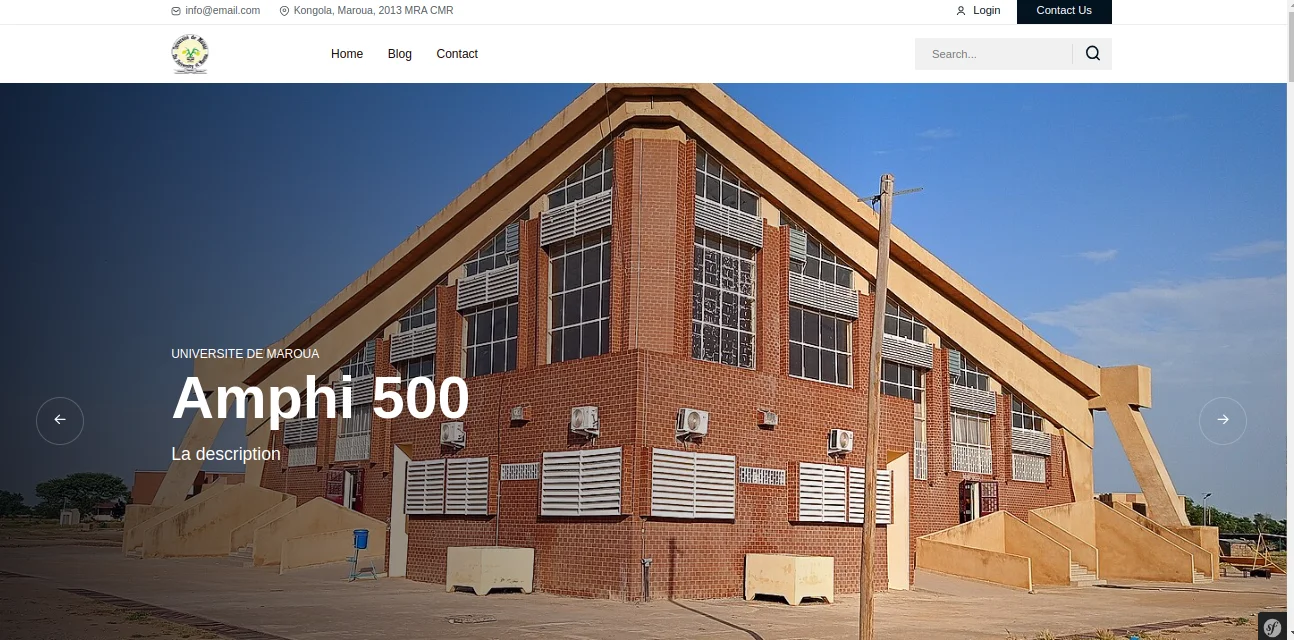 info@email.com
Kongola, Maroua, 2013 MRA CMR
Login
Contact Us
Home
Blog
Contact
Search...
UNIVERSITE DE MAROUA
Amphi 500
La description
sf